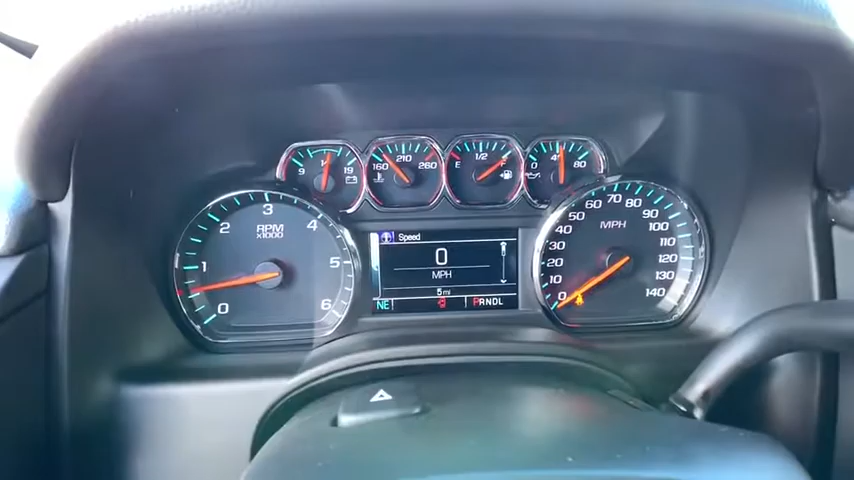 9 1 19
160 210 260
E 1/2 F
0 40 80
RPM
X1000
0 1 2 3 4 5 6
Speed
0
MPH
5 mi
NE
PRNDL
MPH
0 10 20 30 40 50 60 70 80 90 100 110 120 130 140